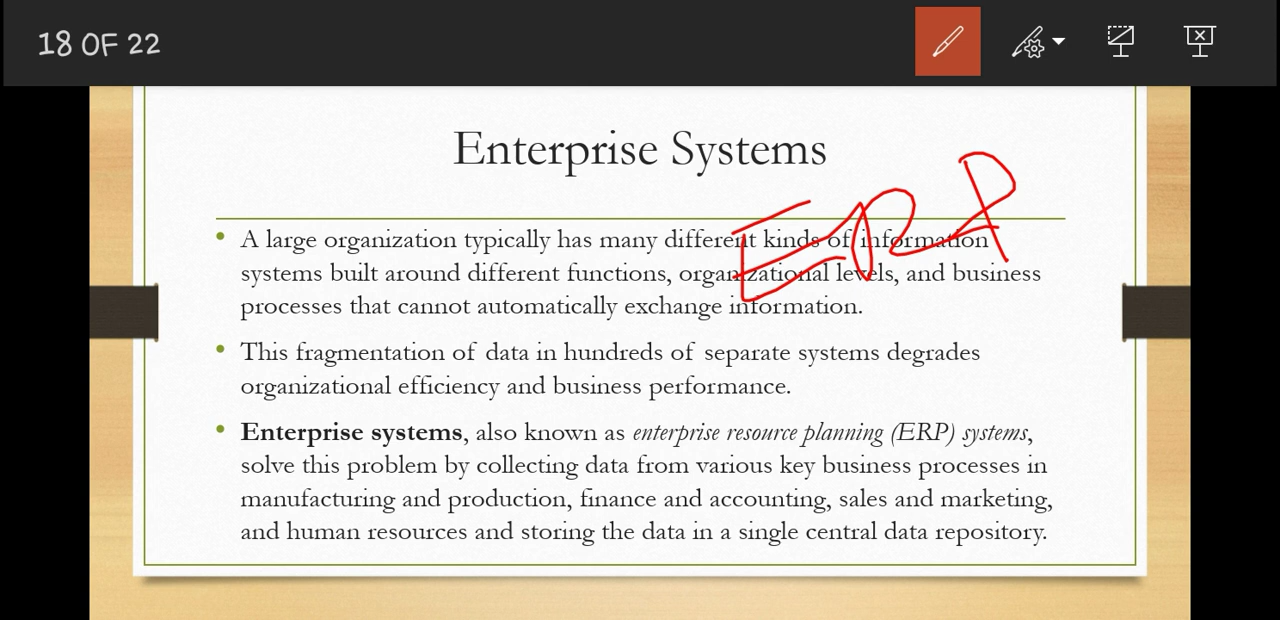 18 OF 22
Enterprise Systems
ERP
• A large organization typically has many different kinds of information
systems built around different functions, organizational levels, and business
processes that cannot automatically exchange information.
• This fragmentation of data in hundreds of separate systems degrades
organizational efficiency and business performance.
• Enterprise systems, also known as enterprise resource planning (ERP) systems,
solve this problem by collecting data from various key business processes in
manufacturing and production, finance and accounting, sales and marketing,
and human resources and storing the data in a single central data repository.